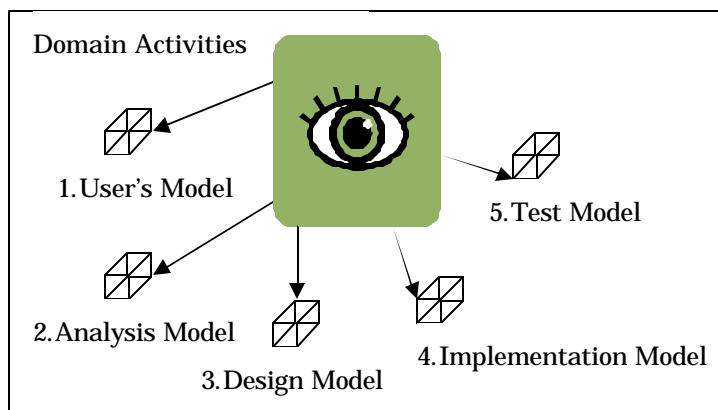 Domain Activities
1.User's Model
2.Analysis Model
3.Design Model
4.Implementation Model
5.Test Model